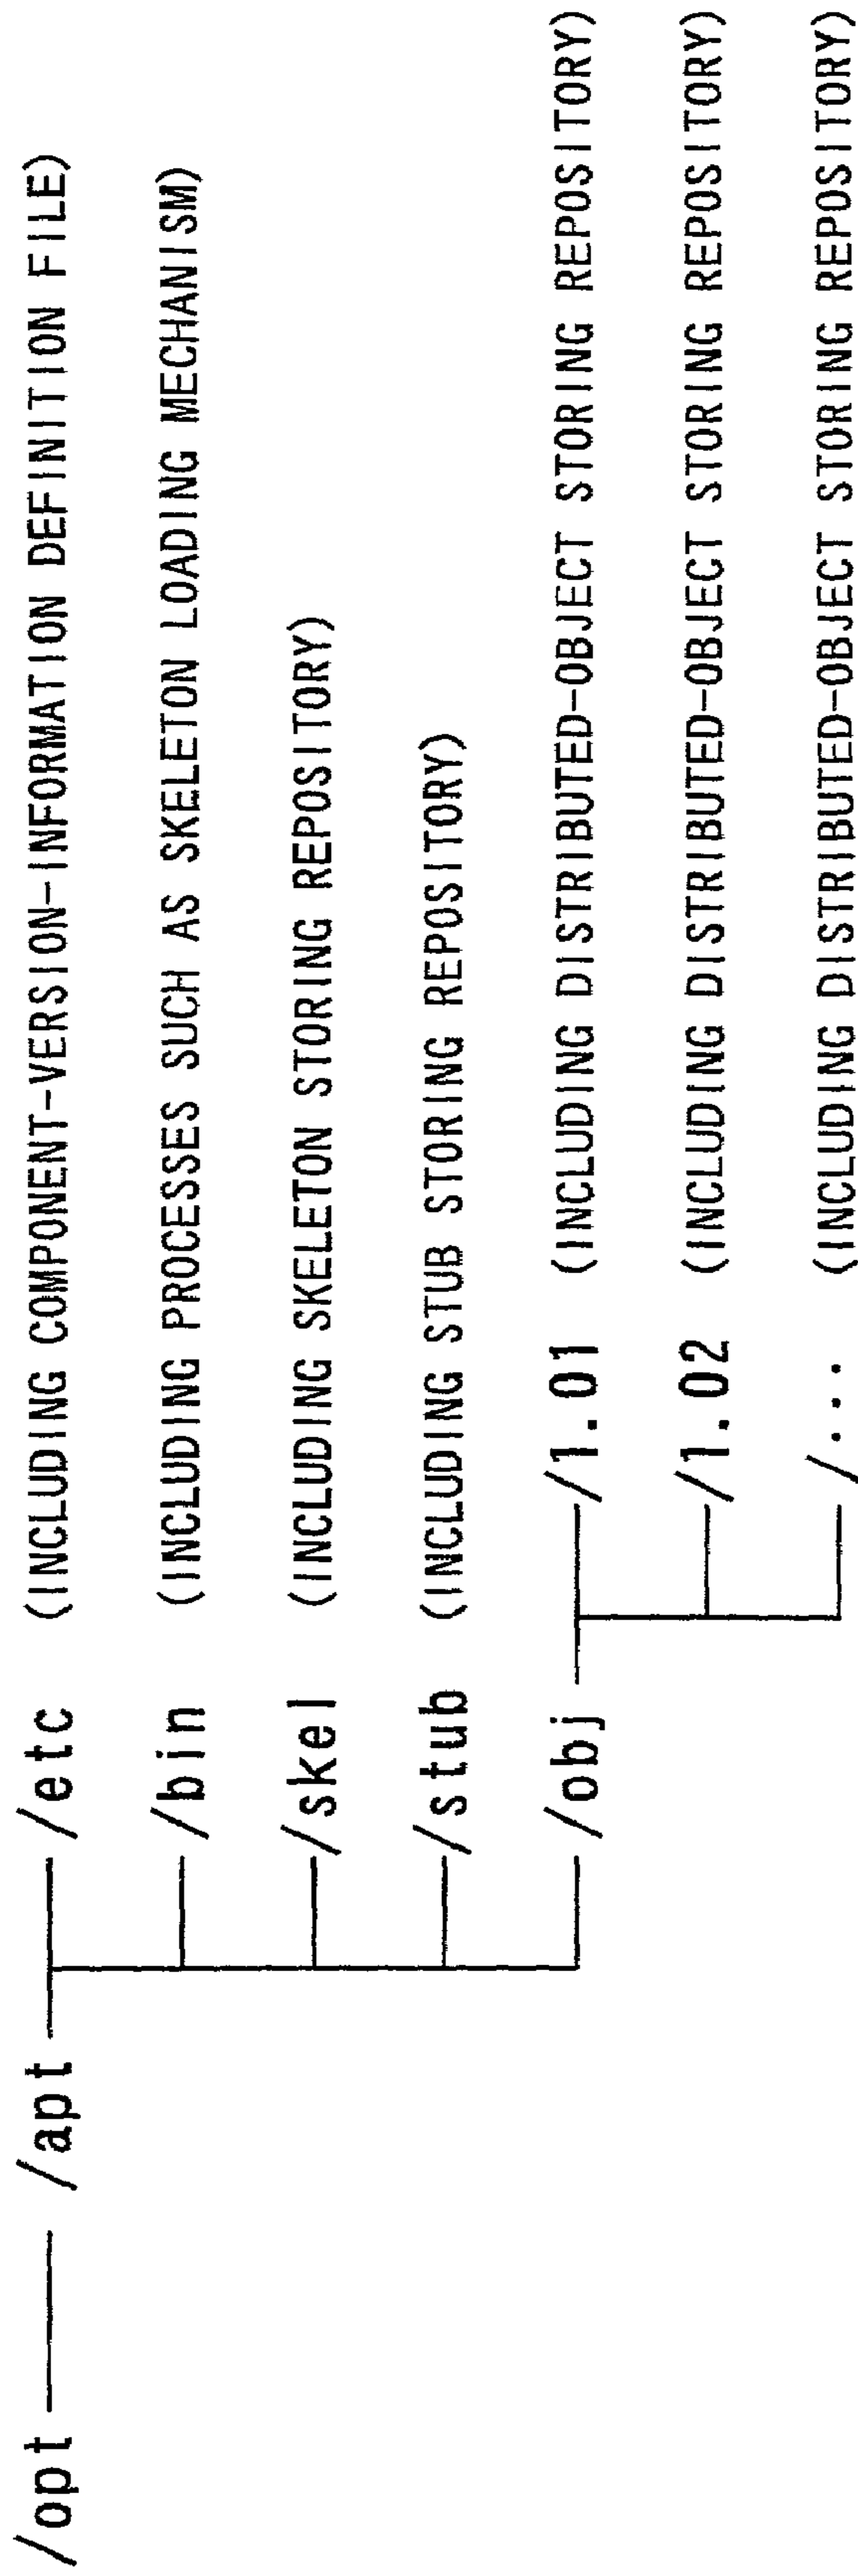 /opt /apt /etc (INCLUDING COMPONENT-VERSION-INFORMATION DEFINITION FILE)
/bin (INCLUDING PROCESSES SUCH AS SKELETON LOADING MECHANISM)
/skel (INCLUDING SKELETON STORING REPOSITORY)
/stub (INCLUDING STUB STORING REPOSITORY)
/obj /1.01 (INCLUDING DISTRIBUTED-OBJECT STORING REPOSITORY)
/1.02 (INCLUDING DISTRIBUTED-OBJECT STORING REPOSITORY)
/... (INCLUDING DISTRIBUTED-OBJECT STORING REPOSITORY)